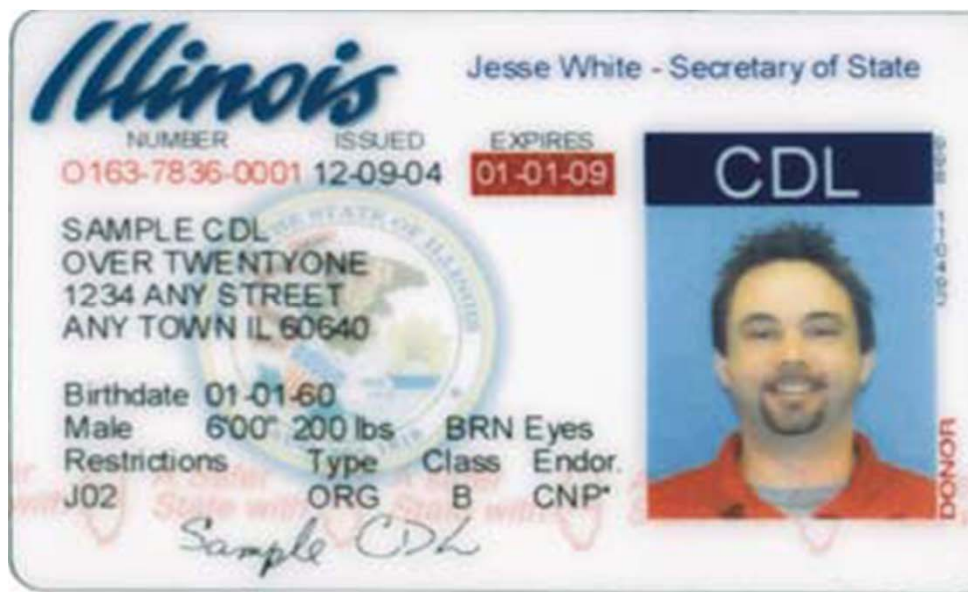 Illinois
Jesse White - Secretary of State
NUMBER ISSUED EXPIRES
O163-7836-0001 12-09-04 01-01-09
CDL
SAMPLE CDL
OVER TWENTYONE
1234 ANY STREET
ANY TOWN IL 60640
Birthdate 01-01-60
Male 6'00" 200 lbs BRN Eyes
Restrictions Type Class Endor.
J02 ORG B CNP*
Sample CDL
DONOR